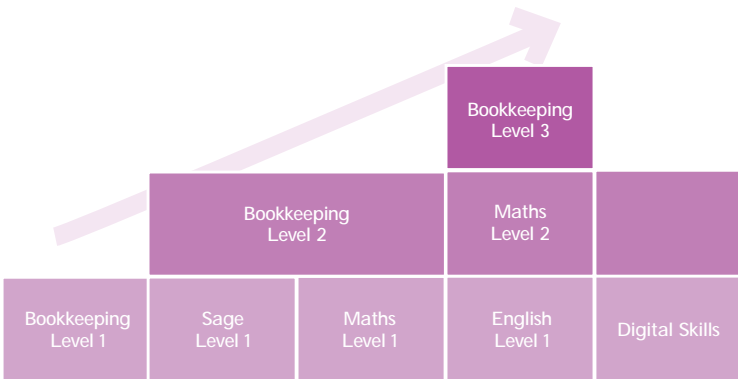 Bookkeeping
Level 3
Bookkeeping
Level 2
Maths
Level 2
Bookkeeping
Level 1
Sage
Level 1
Maths
Level 1
English
Level 1
Digital Skills